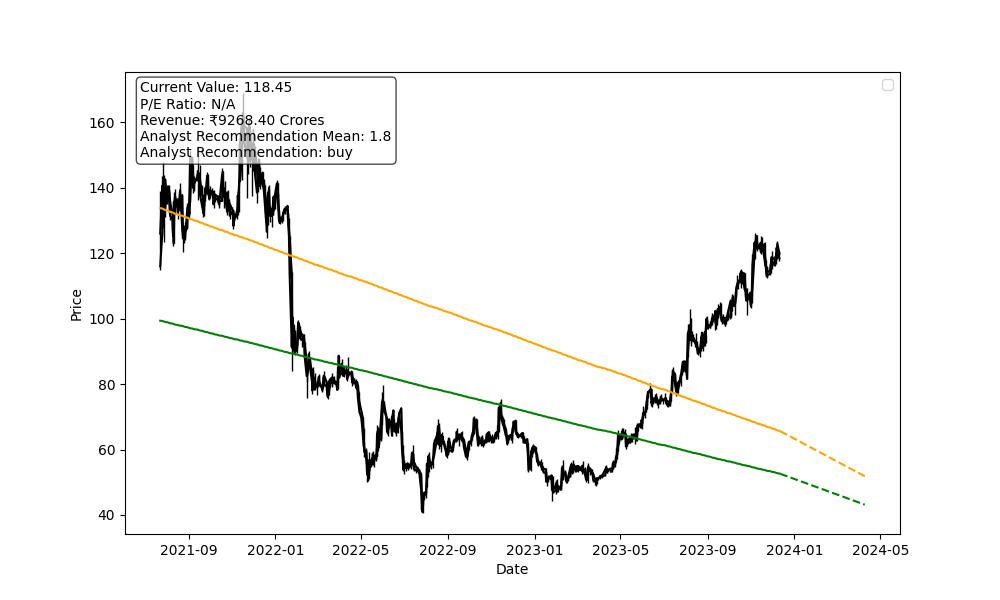 Current Value: 118.45
P/E Ratio: N/A
Revenue: ₹9268.40 Crores
Analyst Recommendation Mean: 1.8
Analyst Recommendation: buy
160
140
120
100
80
60
40
Price
2021-09 2022-01 2022-05 2022-09 2023-01 2023-05 2023-09 2024-01 2024-05
Date